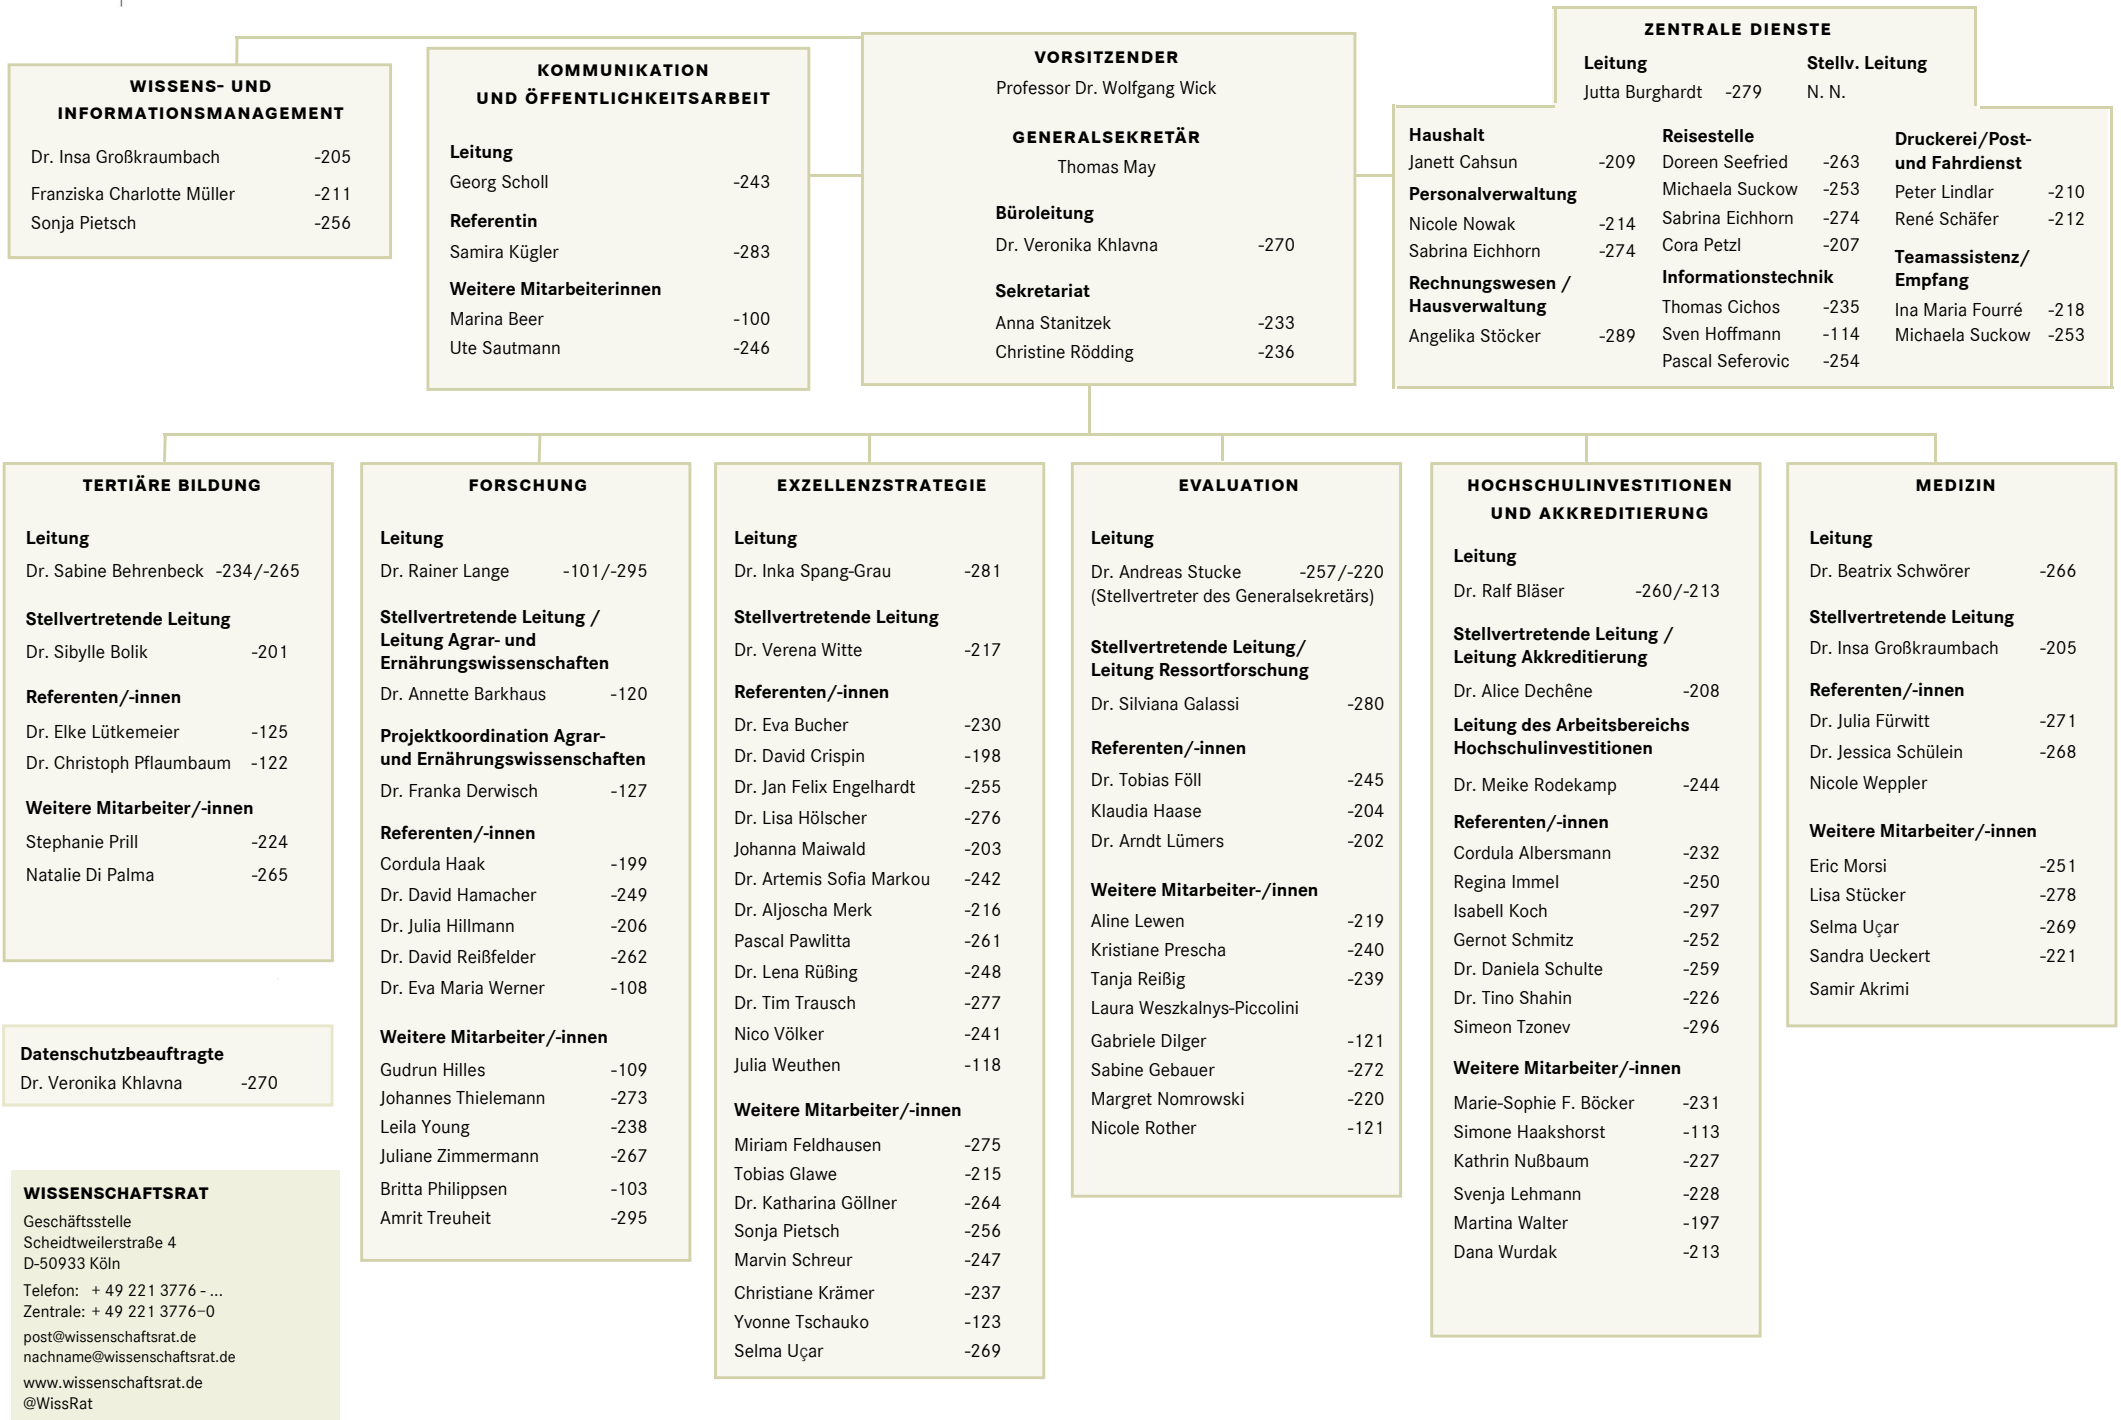 WISSENS- UND
INFORMATIONSMANAGEMENT
Dr. Insa Großkraumbach -205
Franziska Charlotte Müller -211
Sonja Pietsch -256
KOMMUNIKATION
UND ÖFFENTLICHKEITSARBEIT
Leitung
Georg Scholl -243
Referentin
Samira Kügler -283
Weitere Mitarbeiterinnen
Marina Beer -100
Ute Sautmann -246
VORSITZENDER
Professor Dr. Wolfgang Wick
GENERALSEKRETÄR
Thomas May
Büroleitung
Dr. Veronika Khlavna -270
Sekretariat
Anna Stanitzek -233
Christine Rödding -236
ZENTRALE DIENSTE
Leitung Stellv. Leitung
Jutta Burghardt -279 N. N.
Haushalt
Janett Cahsun -209
Personalverwaltung
Nicole Nowak -214
Sabrina Eichhorn -274
Rechnungswesen /
Hausverwaltung
Angelika Stöcker -289
Reisestelle
Doreen Seefried -263
Michaela Suckow -253
Sabrina Eichhorn -274
Cora Petzl -207
Informationstechnik
Thomas Cichos -235
Sven Hoffmann -114
Pascal Seferovic -254
Druckerei/Post-
und Fahrdienst
Peter Lindlar -210
René Schäfer -212
Teamassistenz/
Empfang
Ina Maria Fourré -218
Michaela Suckow -253
TERTIÄRE BILDUNG
Leitung
Dr. Sabine Behrenbeck -234/-265
Stellvertretende Leitung
Dr. Sibylle Bolik -201
Referenten/-innen
Dr. Elke Lütkemeier -125
Dr. Christoph Pflaumbaum -122
Weitere Mitarbeiter/-innen
Stephanie Prill -224
Natalie Di Palma -265
FORSCHUNG
Leitung
Dr. Rainer Lange -101/-295
Stellvertretende Leitung /
Leitung Agrar- und
Ernährungswissenschaften
Dr. Annette Barkhaus -120
Projektkoordination Agrar-
und Ernährungswissenschaften
Dr. Franka Derwisch -127
Referenten/-innen
Cordula Haak -199
Dr. David Hamacher -249
Dr. Julia Hillmann -206
Dr. David Reißfelder -262
Dr. Eva Maria Werner -108
Weitere Mitarbeiter/-innen
Gudrun Hilles -109
Johannes Thielemann -273
Leila Young -238
Juliane Zimmermann -267
Britta Philippsen -103
Amrit Treuheit -295
EXZELLENZSTRATEGIE
Leitung
Dr. Inka Spang-Grau -281
Stellvertretende Leitung
Dr. Verena Witte -217
Referenten/-innen
Dr. Eva Bucher -230
Dr. David Crispin -198
Dr. Jan Felix Engelhardt -255
Dr. Lisa Hölscher -276
Johanna Maiwald -203
Dr. Artemis Sofia Markou -242
Dr. Aljoscha Merk -216
Pascal Pawlitta -261
Dr. Lena Rüßing -248
Dr. Tim Trausch -277
Nico Völker -241
Julia Weuthen -118
Weitere Mitarbeiter/-innen
Miriam Feldhausen -275
Tobias Glawe -215
Dr. Katharina Göllner -264
Sonja Pietsch -256
Marvin Schreur -247
Christiane Krämer -237
Yvonne Tschauko -123
Selma Uçar -269
EVALUATION
Leitung
Dr. Andreas Stucke -257/-220
(Stellvertreter des Generalsekretärs)
Stellvertretende Leitung/
Leitung Ressortforschung
Dr. Silviana Galassi -280
Referenten/-innen
Dr. Tobias Föll -245
Klaudia Haase -204
Dr. Arndt Lümers -202
Weitere Mitarbeiter-/innen
Aline Lewen -219
Kristiane Prescha -240
Tanja Reißig -239
Laura Weszkalnys-Piccolini
Gabriele Dilger -121
Sabine Gebauer -272
Margret Nomrowski -220
Nicole Rother -121
HOCHSCHULINVESTITIONEN
UND AKKREDITIERUNG
Leitung
Dr. Ralf Bläser -260/-213
Stellvertretende Leitung /
Leitung Akkreditierung
Dr. Alice Dechêne -208
Leitung des Arbeitsbereichs
Hochschulinvestitionen
Dr. Meike Rodekamp -244
Referenten/-innen
Cordula Albersmann -232
Regina Immel -250
Isabell Koch -297
Gernot Schmitz -252
Dr. Daniela Schulte -259
Dr. Tino Shahin -226
Simeon Tzonev -296
Weitere Mitarbeiter/-innen
Marie-Sophie F. Böcker -231
Simone Haakshorst -113
Kathrin Nußbaum -227
Svenja Lehmann -228
Martina Walter -197
Dana Wurdak -213
MEDIZIN
Leitung
Dr. Beatrix Schwörer -266
Stellvertretende Leitung
Dr. Insa Großkraumbach -205
Referenten/-innen
Dr. Julia Fürwitt -271
Dr. Jessica Schülein -268
Nicole Weppler
Weitere Mitarbeiter/-innen
Eric Morsi -251
Lisa Stücker -278
Selma Uçar -269
Sandra Ueckert -221
Samir Akrimi
Datenschutzbeauftragte
Dr. Veronika Khlavna -270
WISSENSCHAFTSRAT
Geschäftsstelle
Scheidtweilerstraße 4
D-50933 Köln
Telefon: + 49 221 3776 - ...
Zentrale: + 49 221 3776–0
post@wissenschaftsrat.de
nachname@wissenschaftsrat.de
www.wissenschaftsrat.de
@WissRat